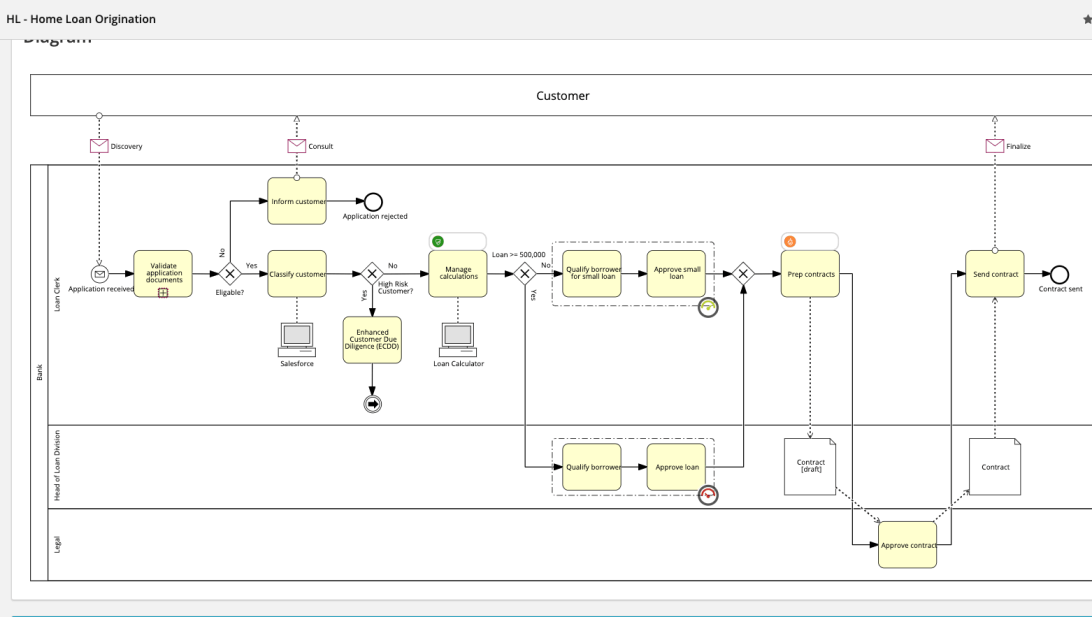 HL - Home Loan Origination
Diagram
Customer
Discovery
Consult
Finalize
Bank
Loan Clerk
Application received
Validate
application
documents
Eligable?
No
Yes
Inform customer
Application rejected
Classify customer
Salesforce
No
High Risk
Customer?
Yes
Enhanced
Customer Due
Diligence (ECDD)
Manage
calculations
Loan Calculator
Loan >= 500,000
No
Yes
Qualify borrower
for small loan
Approve small
loan
Prep contracts
Send contract
Contract sent
Head of Loan Division
Qualify borrower
Approve loan
Contract
[draft]
Contract
Legal
Approve contract